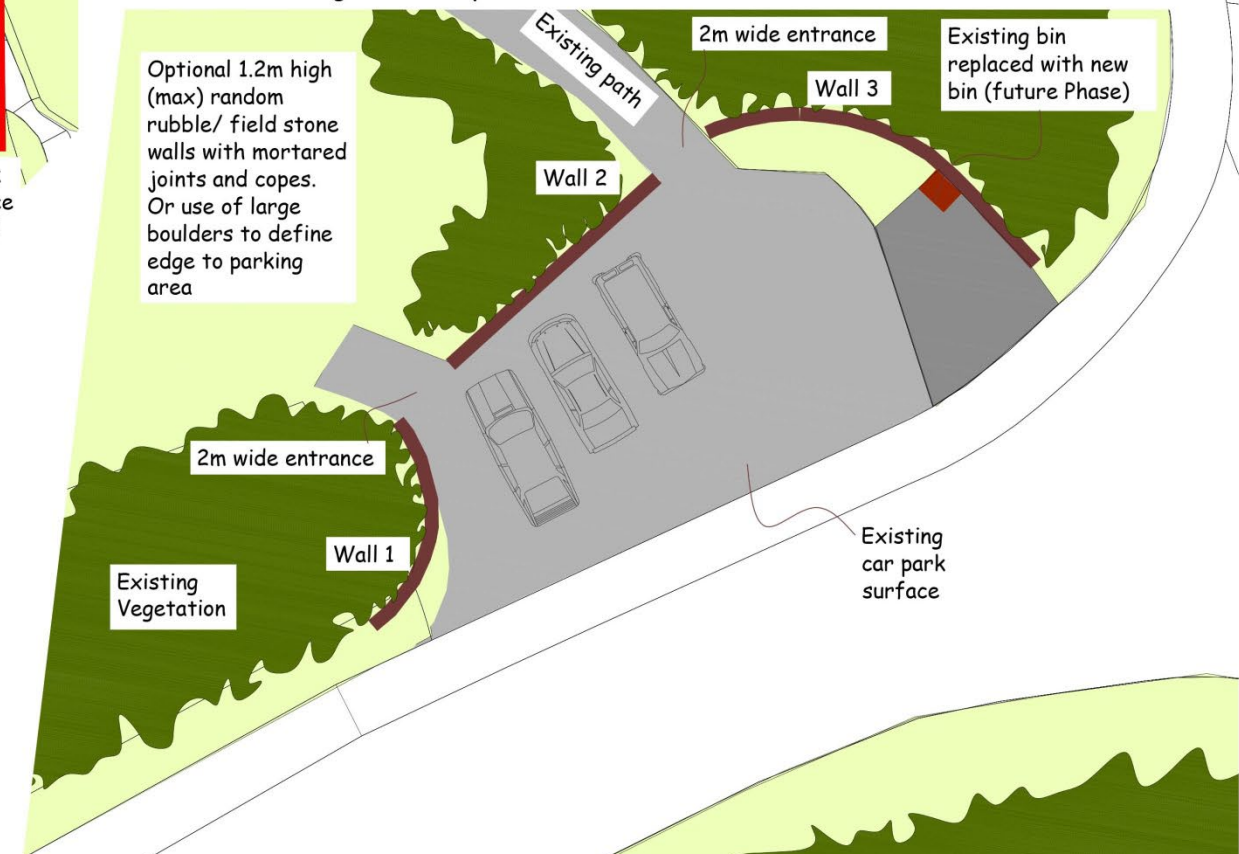 Existing path
2m wide entrance
Existing bin
replaced with new
bin (future Phase)
Wall 3
Optional 1.2m high
(max) random
rubble/ field stone
walls with mortared
joints and copes.
Or use of large
boulders to define
edge to parking
area
Wall 2
2m wide entrance
Wall 1
Existing
Vegetation
Existing
car park
surface